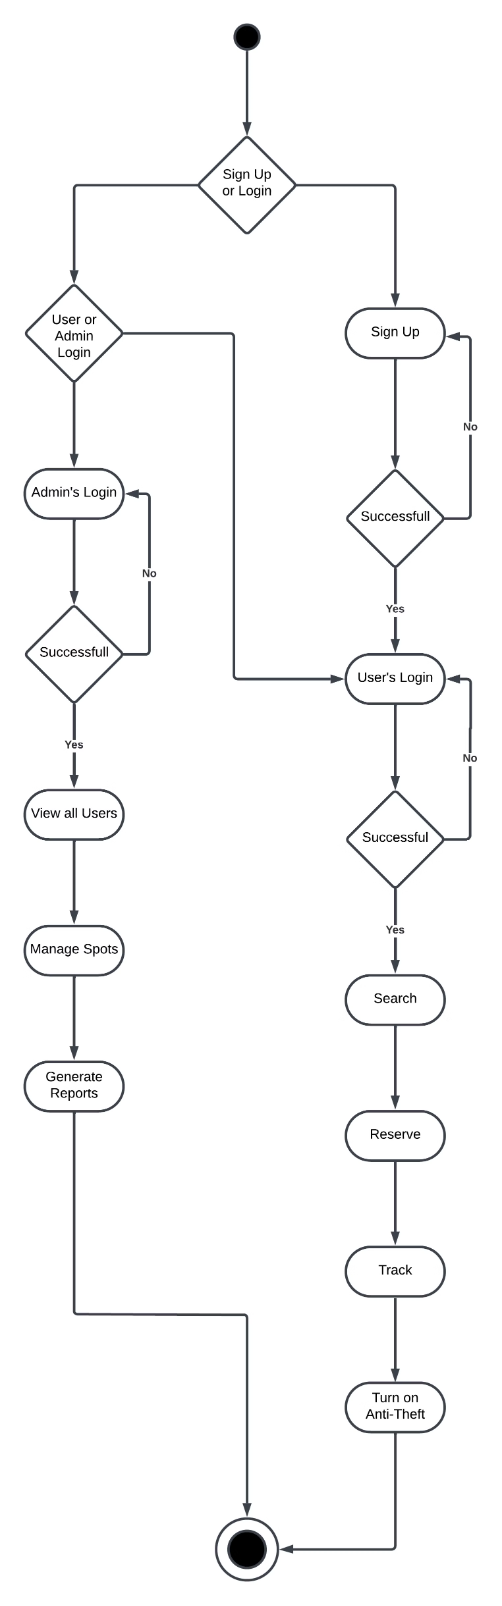 Sign Up
or Login
User or
Admin
Login
Sign Up
No
Admin's Login
Successfull
No
Yes
Successfull
User's Login
Yes
No
View all Users
Successful
Yes
Manage Spots
Search
Generate
Reports
Reserve
Track
Turn on
Anti-Theft